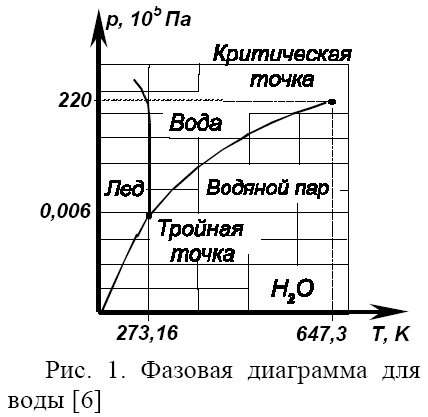 p, 10⁵ Па
Критическая
точка
220
Вода
Лед
Водяной пар
0,006
Тройная
точка
H₂O
273,16
647,3
T, K
Рис. 1. Фазовая диаграмма для
воды [6]